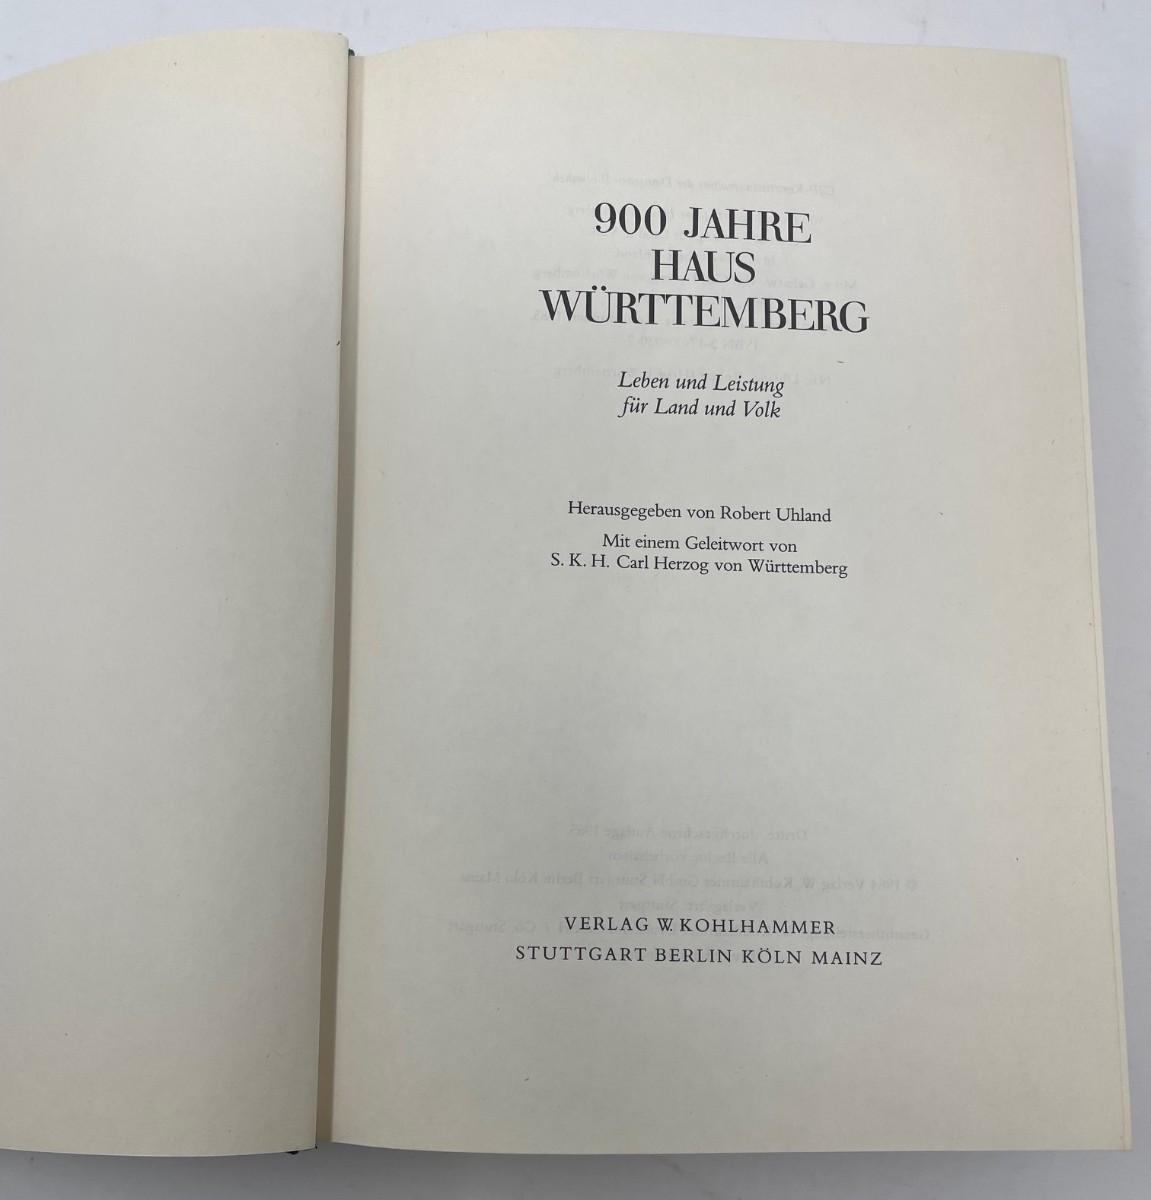 900 JAHRE
HAUS
WÜRTTEMBERG
Leben und Leistung
für Land und Volk
Herausgegeben von Robert Uhland
Mit einem Geleitwort von
S. K. H. Carl Herzog von Württemberg
VERLAG W. KOHLHAMMER
STUTTGART BERLIN KÖLN MAINZ